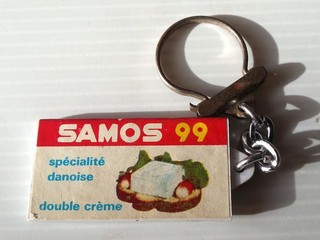 SAMOS 99
spécialité
danoise
double crème